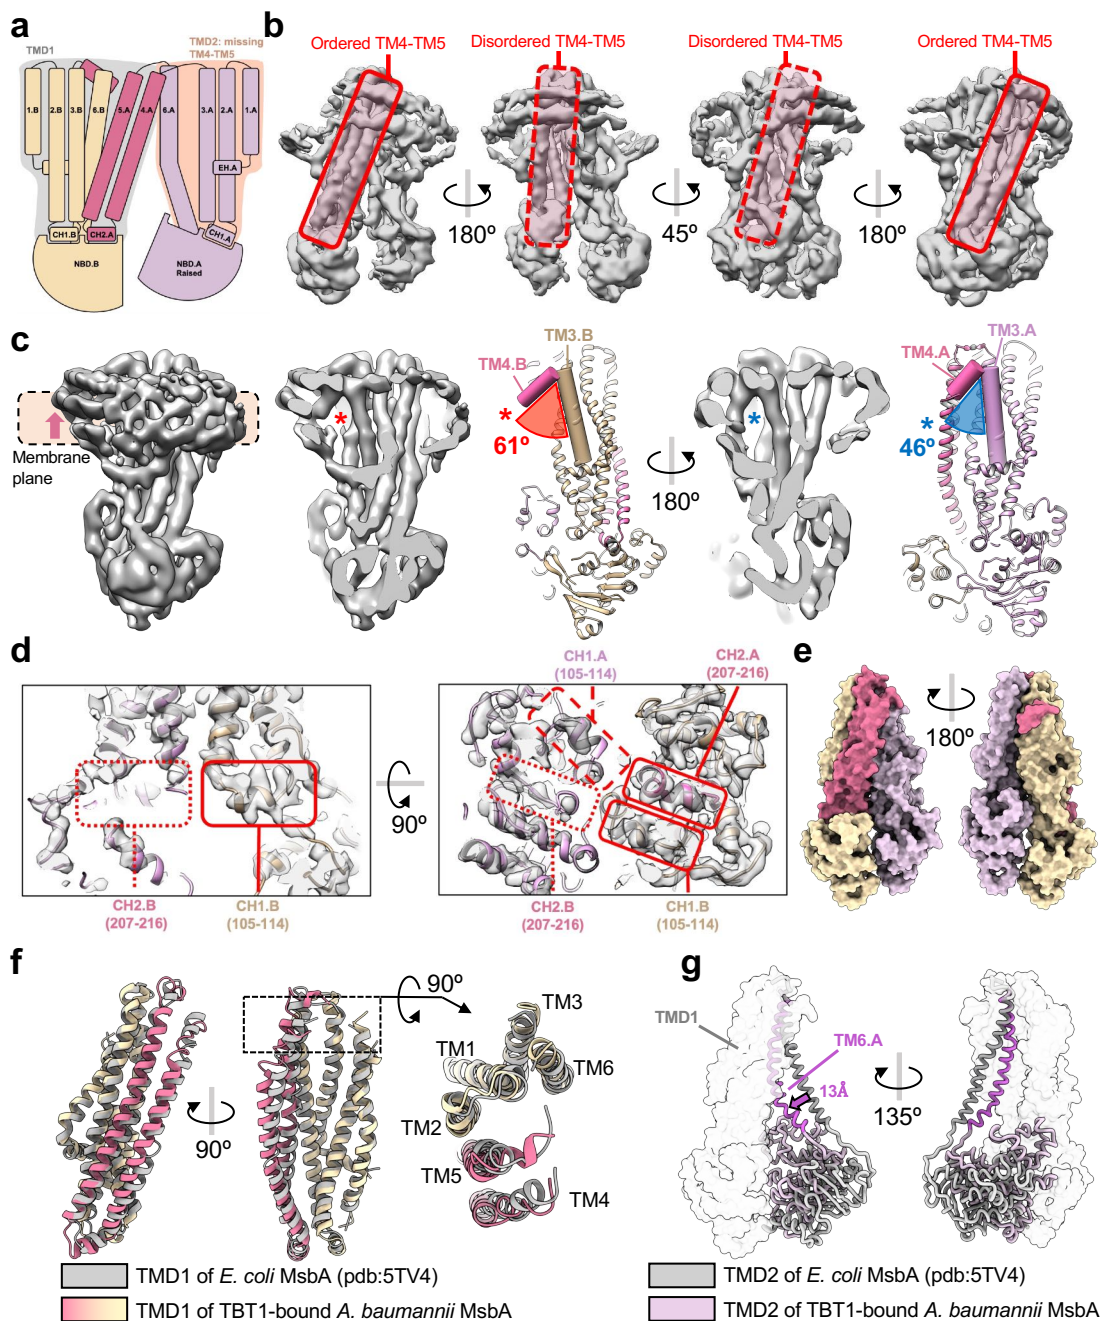 a
TMD1
TMD2: missing
TM4-TM5
1.B
2.B
3.B
6.B
5.A
4.A
6.A
3.A
2.A
1.A
EH.A
CH1.B
CH2.A
CH1.A
NBD.B
NBD.A
Raised
b
Ordered TM4-TM5
Disordered TM4-TM5
Disordered TM4-TM5
Ordered TM4-TM5
180º
45º
180º
c
Membrane
plane
*
TM4.B
TM3.B
*
61º
180º
*
TM4.A
TM3.A
*
46º
d
CH2.B
(207-216)
CH1.B
(105-114)
90º
CH1.A
(105-114)
CH2.A
(207-216)
CH2.B
(207-216)
CH1.B
(105-114)
e
180º
f
90º
90º
TM3
TM1
TM6
TM2
TM5
TM4
TMD1 of E. coli MsbA (pdb:5TV4)
TMD1 of TBT1-bound A. baumannii MsbA
g
TMD1
TM6.A
13Å
135º
TMD2 of E. coli MsbA (pdb:5TV4)
TMD2 of TBT1-bound A. baumannii MsbA